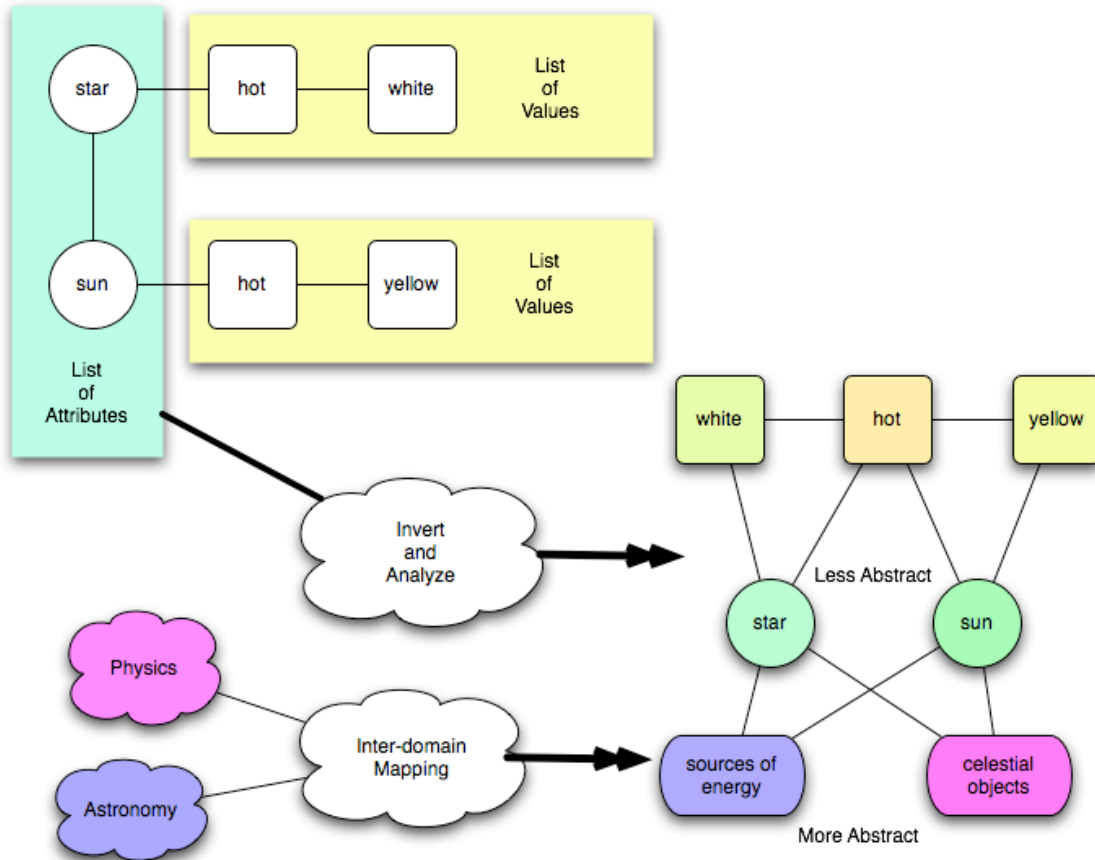 star
hot
white
List
of
Values
sun
hot
yellow
List
of
Values
List
of
Attributes
white
hot
yellow
Invert
and
Analyze
Less Abstract
star
sun
Physics
Inter-domain
Mapping
Astronomy
sources of
energy
celestial
objects
More Abstract